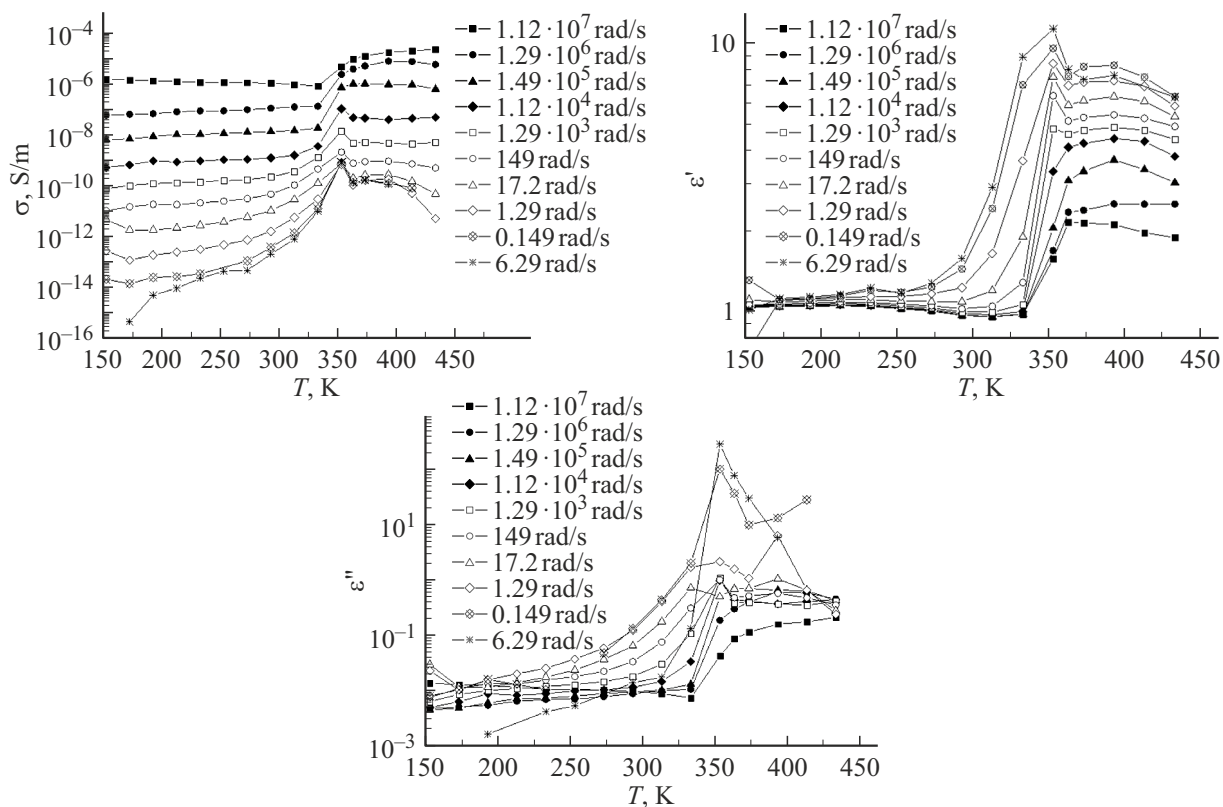 σ, S/m
10⁻⁴
10⁻⁶
10⁻⁸
10⁻¹⁰
10⁻¹²
10⁻¹⁴
10⁻¹⁶
150 200 250 300 350 400 450
T, K
1.12 · 10⁷ rad/s
1.29 · 10⁶ rad/s
1.49 · 10⁵ rad/s
1.12 · 10⁴ rad/s
1.29 · 10³ rad/s
149 rad/s
17.2 rad/s
1.29 rad/s
0.149 rad/s
6.29 rad/s
ε'
10
1
150 200 250 300 350 400 450
T, K
1.12 · 10⁷ rad/s
1.29 · 10⁶ rad/s
1.49 · 10⁵ rad/s
1.12 · 10⁴ rad/s
1.29 · 10³ rad/s
149 rad/s
17.2 rad/s
1.29 rad/s
0.149 rad/s
6.29 rad/s
ε''
10¹
10⁻¹
10⁻³
150 200 250 300 350 400 450
T, K
1.12 · 10⁷ rad/s
1.29 · 10⁶ rad/s
1.49 · 10⁵ rad/s
1.12 · 10⁴ rad/s
1.29 · 10³ rad/s
149 rad/s
17.2 rad/s
1.29 rad/s
0.149 rad/s
6.29 rad/s